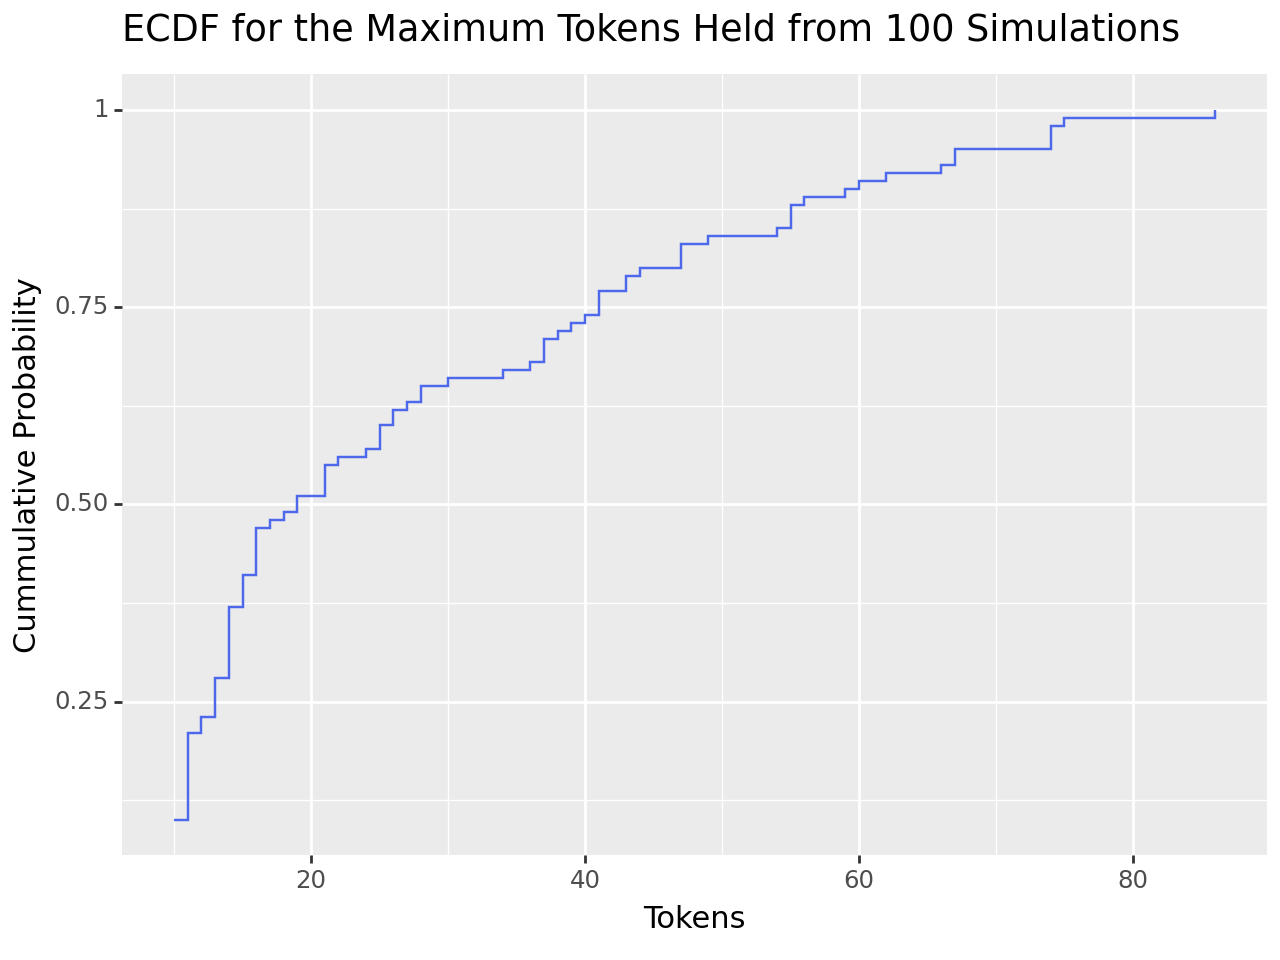 ECDF for the Maximum Tokens Held from 100 Simulations
Cummulative Probability
1
0.75
0.50
0.25
20 40 60 80
Tokens